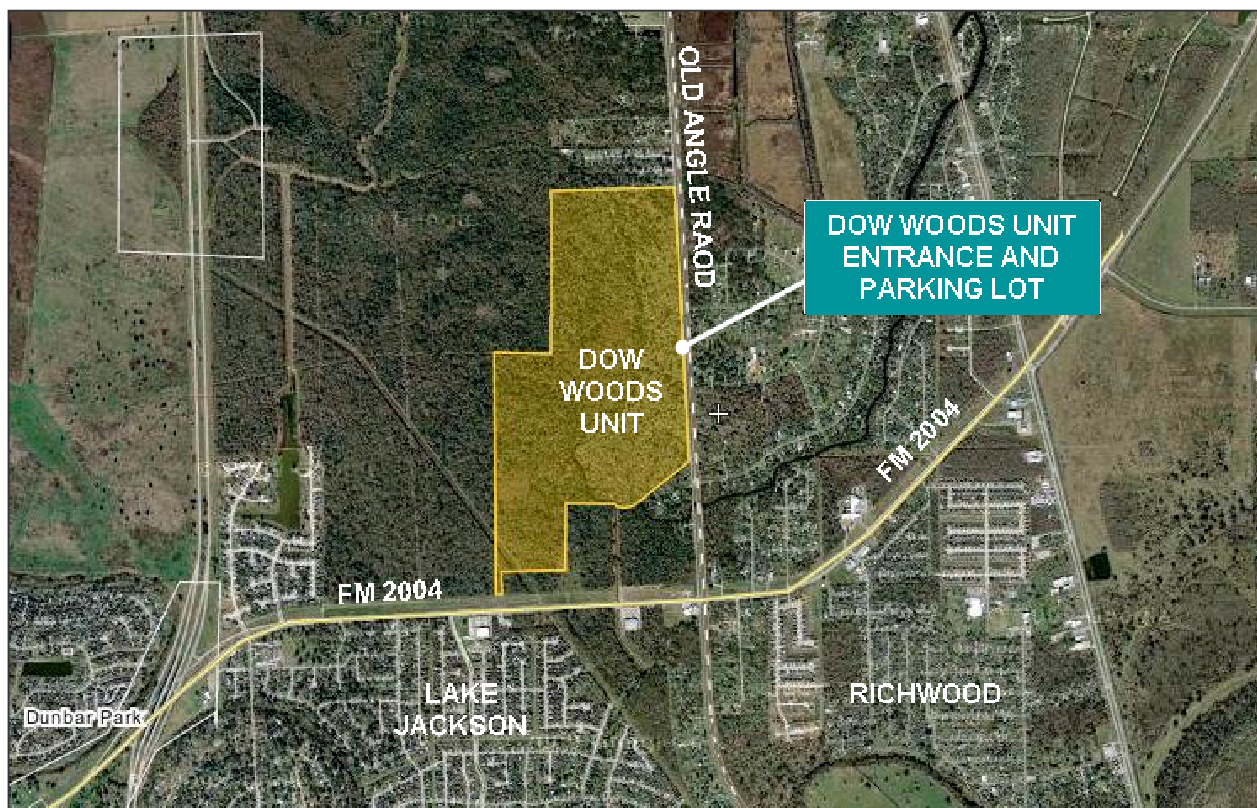 OLD ANGLE RAOD
DOW WOODS UNIT
ENTRANCE AND
PARKING LOT
DOW
WOODS
UNIT
FM 2004
FM 2004
LAKE
JACKSON
RICHWOOD
Dunbar Park